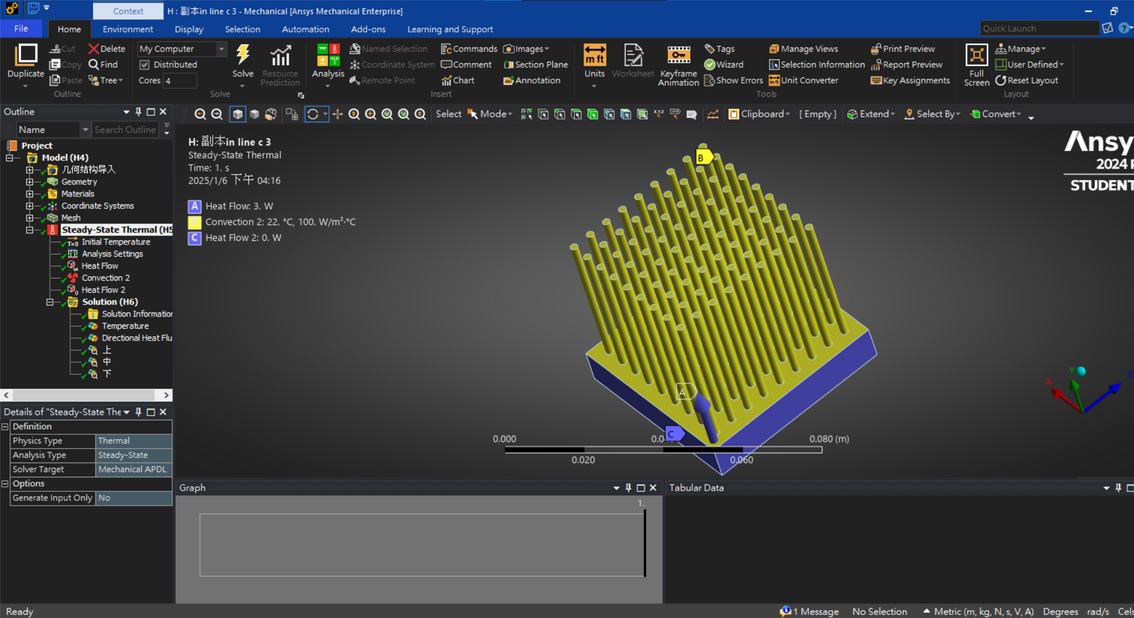 Context
H : 副本in line c 3 - Mechanical [Ansys Mechanical Enterprise]
File
Home
Environment
Display
Selection
Automation
Add-ons
Learning and Support
Quick Launch
Duplicate
Cut
Copy
Paste
Delete
Find
Tree
Outline
My Computer
Distributed
Cores 4
Solve
Resource Prediction
Solve
Analysis
Named Selection
Coordinate System
Remote Point
Commands
Comment
Chart
Images
Section Plane
Annotation
Insert
Units
Worksheet
Keyframe Animation
Tags
Wizard
Show Errors
Manage Views
Selection Information
Unit Converter
Print Preview
Report Preview
Key Assignments
Tools
Full Screen
Manage
User Defined
Reset Layout
Layout
Select
Mode
Clipboard
[ Empty ]
Extend
Select By
Convert
Outline
Name
Search Outline
Project
Model (H4)
几何结构导入
Geometry
Materials
Coordinate Systems
Mesh
Steady-State Thermal (H5
Initial Temperature
Analysis Settings
Heat Flow
Convection 2
Heat Flow 2
Solution (H6)
Solution Information
Temperature
Directional Heat Flu
上
中
下
Details of "Steady-State The
Definition
Physics Type Thermal
Analysis Type Steady-State
Solver Target Mechanical APDL
Options
Generate Input Only No
H: 副本in line c 3
Steady-State Thermal
Time: 1. s
2025/1/6 下午 04:16
A Heat Flow: 3. W
Convection 2: 22. °C, 100. W/m²·°C
C Heat Flow 2: 0. W
B
A
C
Ansy
2024
STUDENT
0.000
0.0
0.080 (m)
0.020
0.060
X
Y
Z
Graph
1.
Tabular Data
Ready
1 Message
No Selection
Metric (m, kg, N, s, V, A)
Degrees
rad/s
Cels